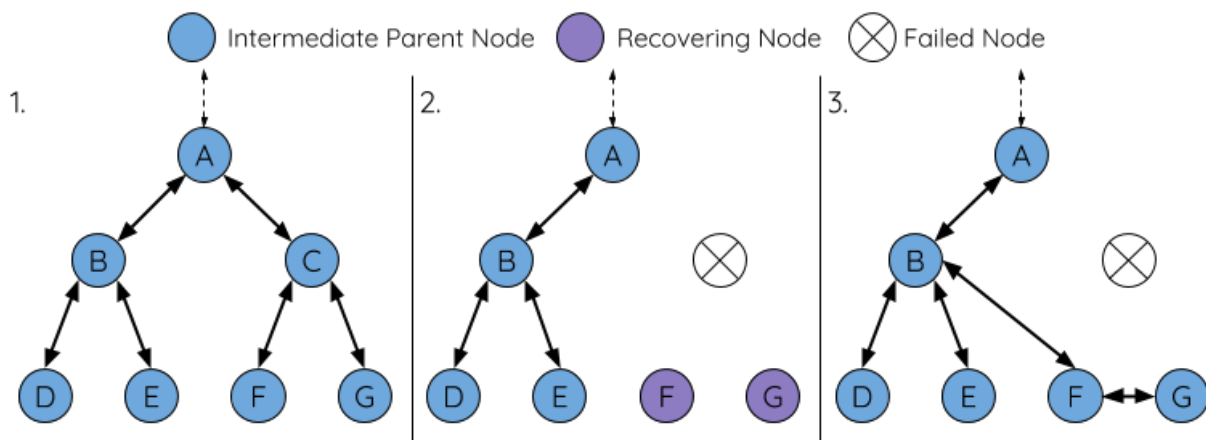 Intermediate Parent Node Recovering Node Failed Node
1. 2. 3.
A A A
B C B B
D E F G D E F G D E F G